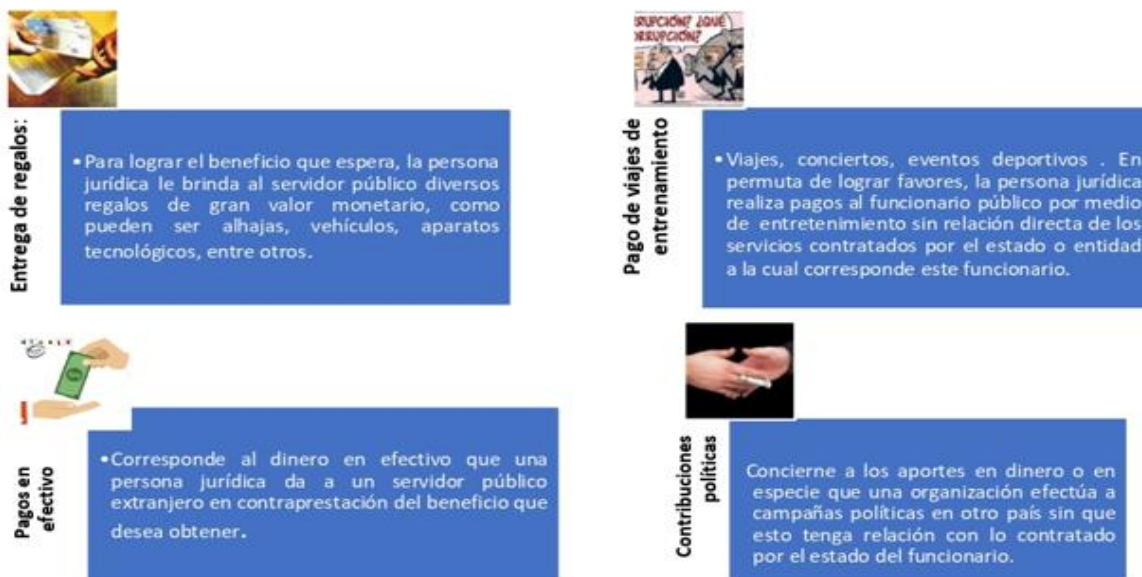 Entrega de regalos:
•Para lograr el beneficio que espera, la persona
jurídica le brinda al servidor público diversos
regalos de gran valor monetario, como
pueden ser alhajas, vehículos, aparatos
tecnológicos, entre otros.
RUPCIÓN? ¿QUÉ
ORRUPCIÓN?
Pago de viajes de
entrenamiento
•Viajes, conciertos, eventos deportivos . En
permuta de lograr favores, la persona jurídica
realiza pagos al funcionario público por medio
de entretenimiento sin relación directa de los
servicios contratados por el estado o entidad
a la cual corresponde este funcionario.
Pagos en
efectivo
•Corresponde al dinero en efectivo que una
persona jurídica da a un servidor público
extranjero en contraprestación del beneficio que
desea obtener.
Contribuciones
políticas
Concierne a los aportes en dinero o en
especie que una organización efectúa a
campañas políticas en otro país sin que
esto tenga relación con lo contratado
por el estado del funcionario.